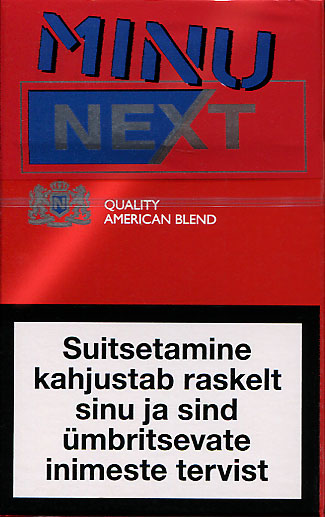 MINU
NEXT
N
QUALITY
AMERICAN BLEND
Suitsetamine
kahjustab raskelt
sinu ja sind
ümbritsevate
inimeste tervist